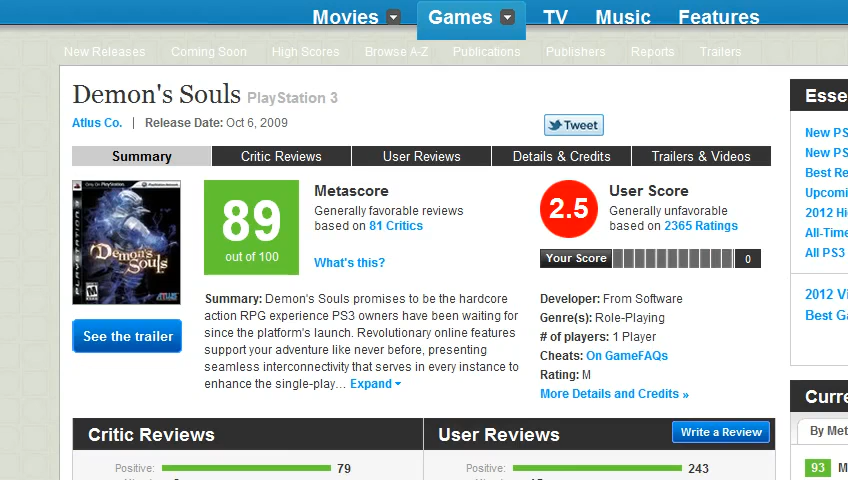 Movies Games TV Music Features
New Releases Coming Soon High Scores Browse A-Z Publications Publishers Reports Trailers
Demon's Souls PlayStation 3
Atlus Co. | Release Date: Oct 6, 2009
Tweet
Summary Critic Reviews User Reviews Details & Credits Trailers & Videos
Demon's Souls
PLAYSTATION 3
89
out of 100
Metascore
Generally favorable reviews
based on 81 Critics
What's this?
2.5
User Score
Generally unfavorable
based on 2365 Ratings
Your Score 0
See the trailer
Summary: Demon's Souls promises to be the hardcore
action RPG experience PS3 owners have been waiting for
since the platform's launch. Revolutionary online features
support your adventure like never before, presenting
seamless interconnectivity that serves in every instance to
enhance the single-play... Expand
Developer: From Software
Genre(s): Role-Playing
# of players: 1 Player
Cheats: On GameFAQs
Rating: M
More Details and Credits »
Critic Reviews
Positive: 79
User Reviews Write a Review
Positive: 243
Esse
New PS
New PS
Best Re
Upcomi
2012 Hi
All-Time
All PS3
2012 Vi
Best Ga
Curre
By Met
93 M